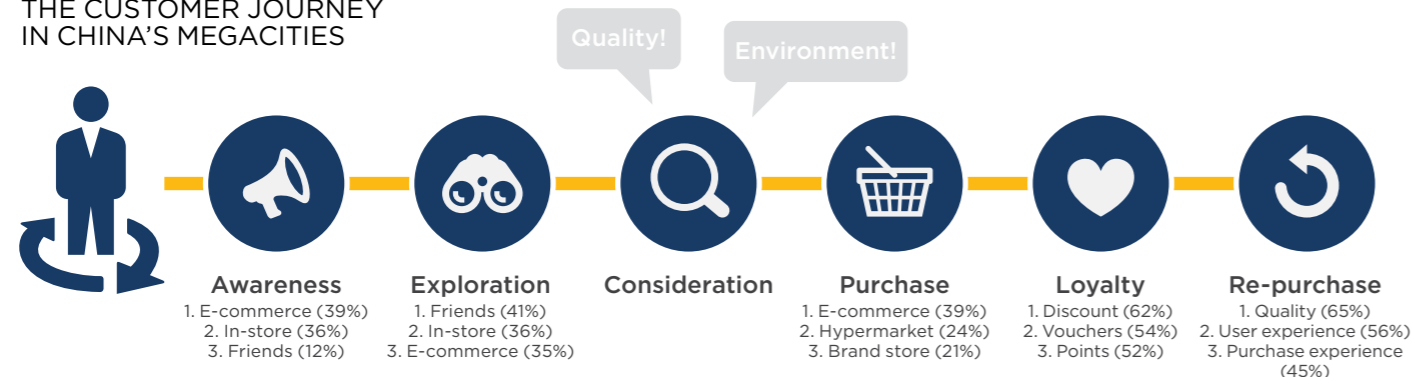 THE CUSTOMER JOURNEY
IN CHINA'S MEGACITIES
Quality!
Environment!
Awareness
1. E-commerce (39%)
2. In-store (36%)
3. Friends (12%)
Exploration
1. Friends (41%)
2. In-store (36%)
3. E-commerce (35%)
Consideration
Purchase
1. E-commerce (39%)
2. Hypermarket (24%)
3. Brand store (21%)
Loyalty
1. Discount (62%)
2. Vouchers (54%)
3. Points (52%)
Re-purchase
1. Quality (65%)
2. User experience (56%)
3. Purchase experience
(45%)